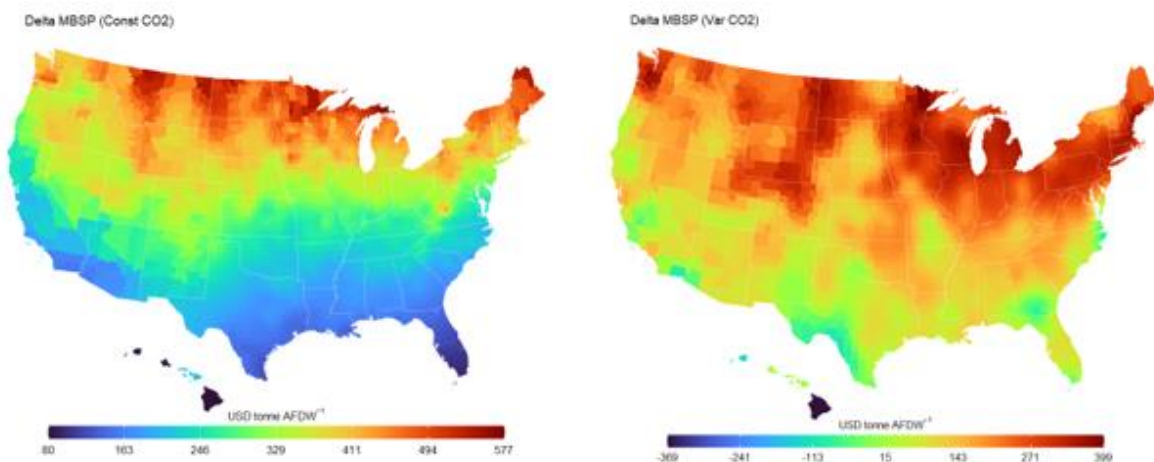 Delta MBSP (Const CO2)
Delta MBSP (Var CO2)
USD tonne AFDW⁻¹
80 163 246 329 411 494 577
USD tonne AFDW⁻¹
-369 -241 -113 15 143 271 399